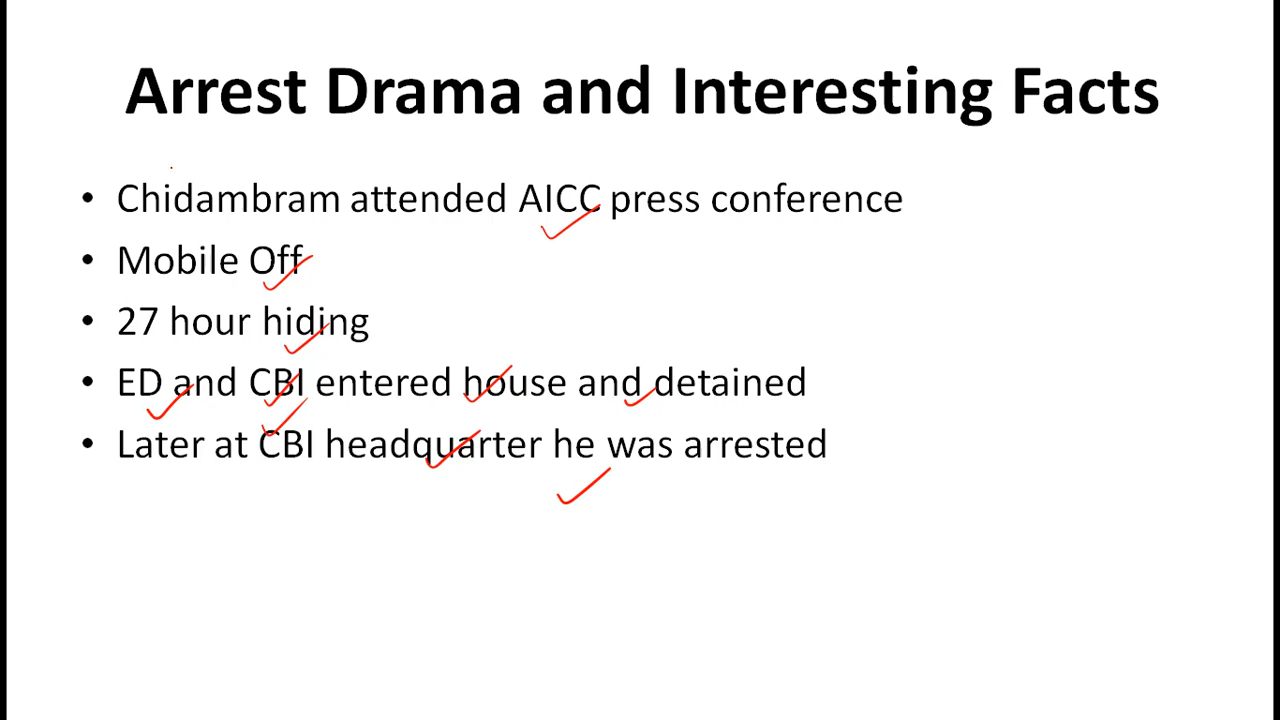 Arrest Drama and Interesting Facts
• Chidambram attended AICC press conference
• Mobile Off
• 27 hour hiding
• ED and CBI entered house and detained
• Later at CBI headquarter he was arrested